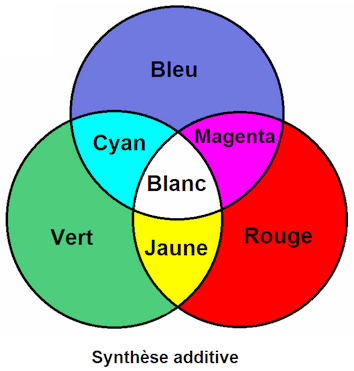 Bleu
Cyan
Magenta
Blanc
Vert
Jaune
Rouge
Synthèse additive